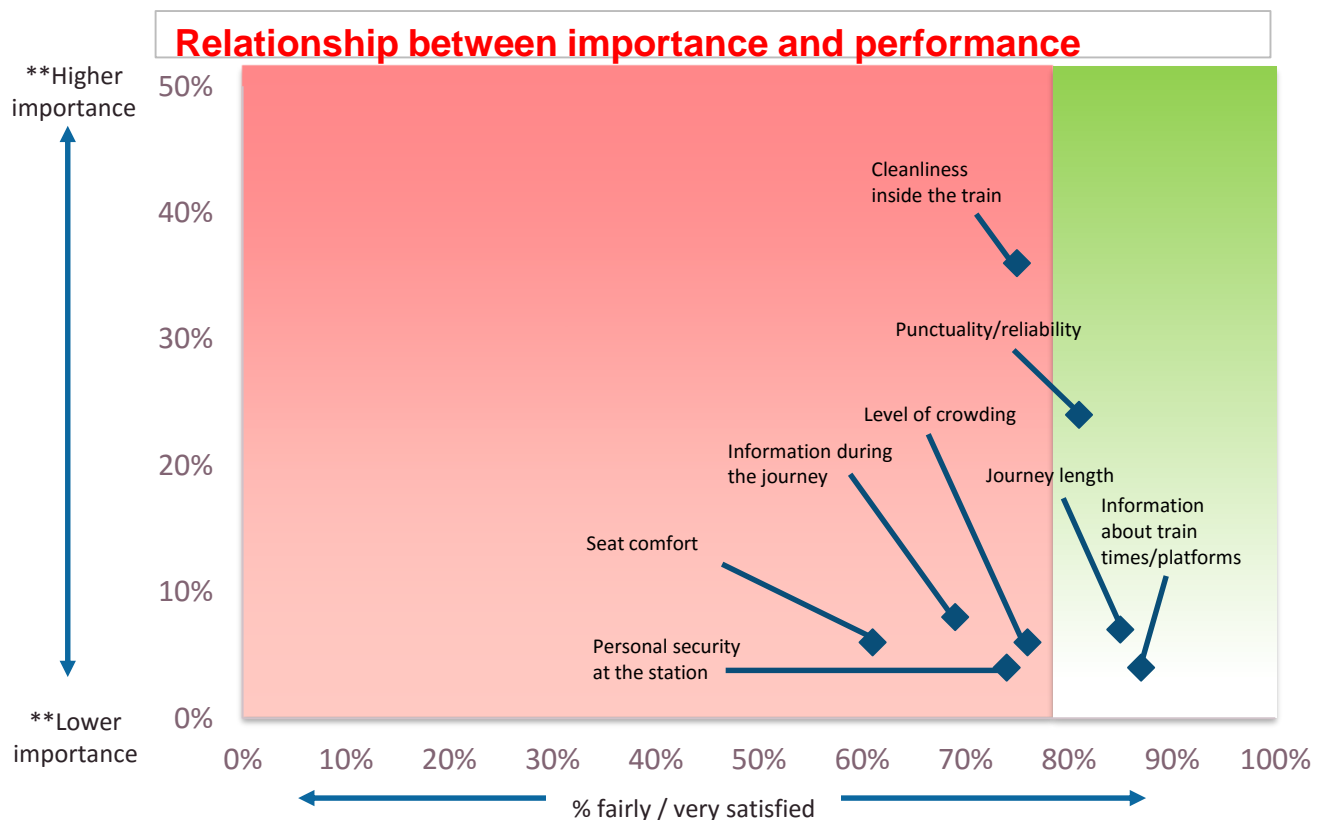 Relationship between importance and performance
**Higher
importance
50%
40%
30%
20%
10%
0%
**Lower
importance
Cleanliness
inside the train
Punctuality/reliability
Level of crowding
Information during
the journey
Journey length
Information
about train
times/platforms
Seat comfort
Personal security
at the station
0%
10%
20%
30%
40%
50%
60%
70%
80%
90%
100%
% fairly / very satisfied